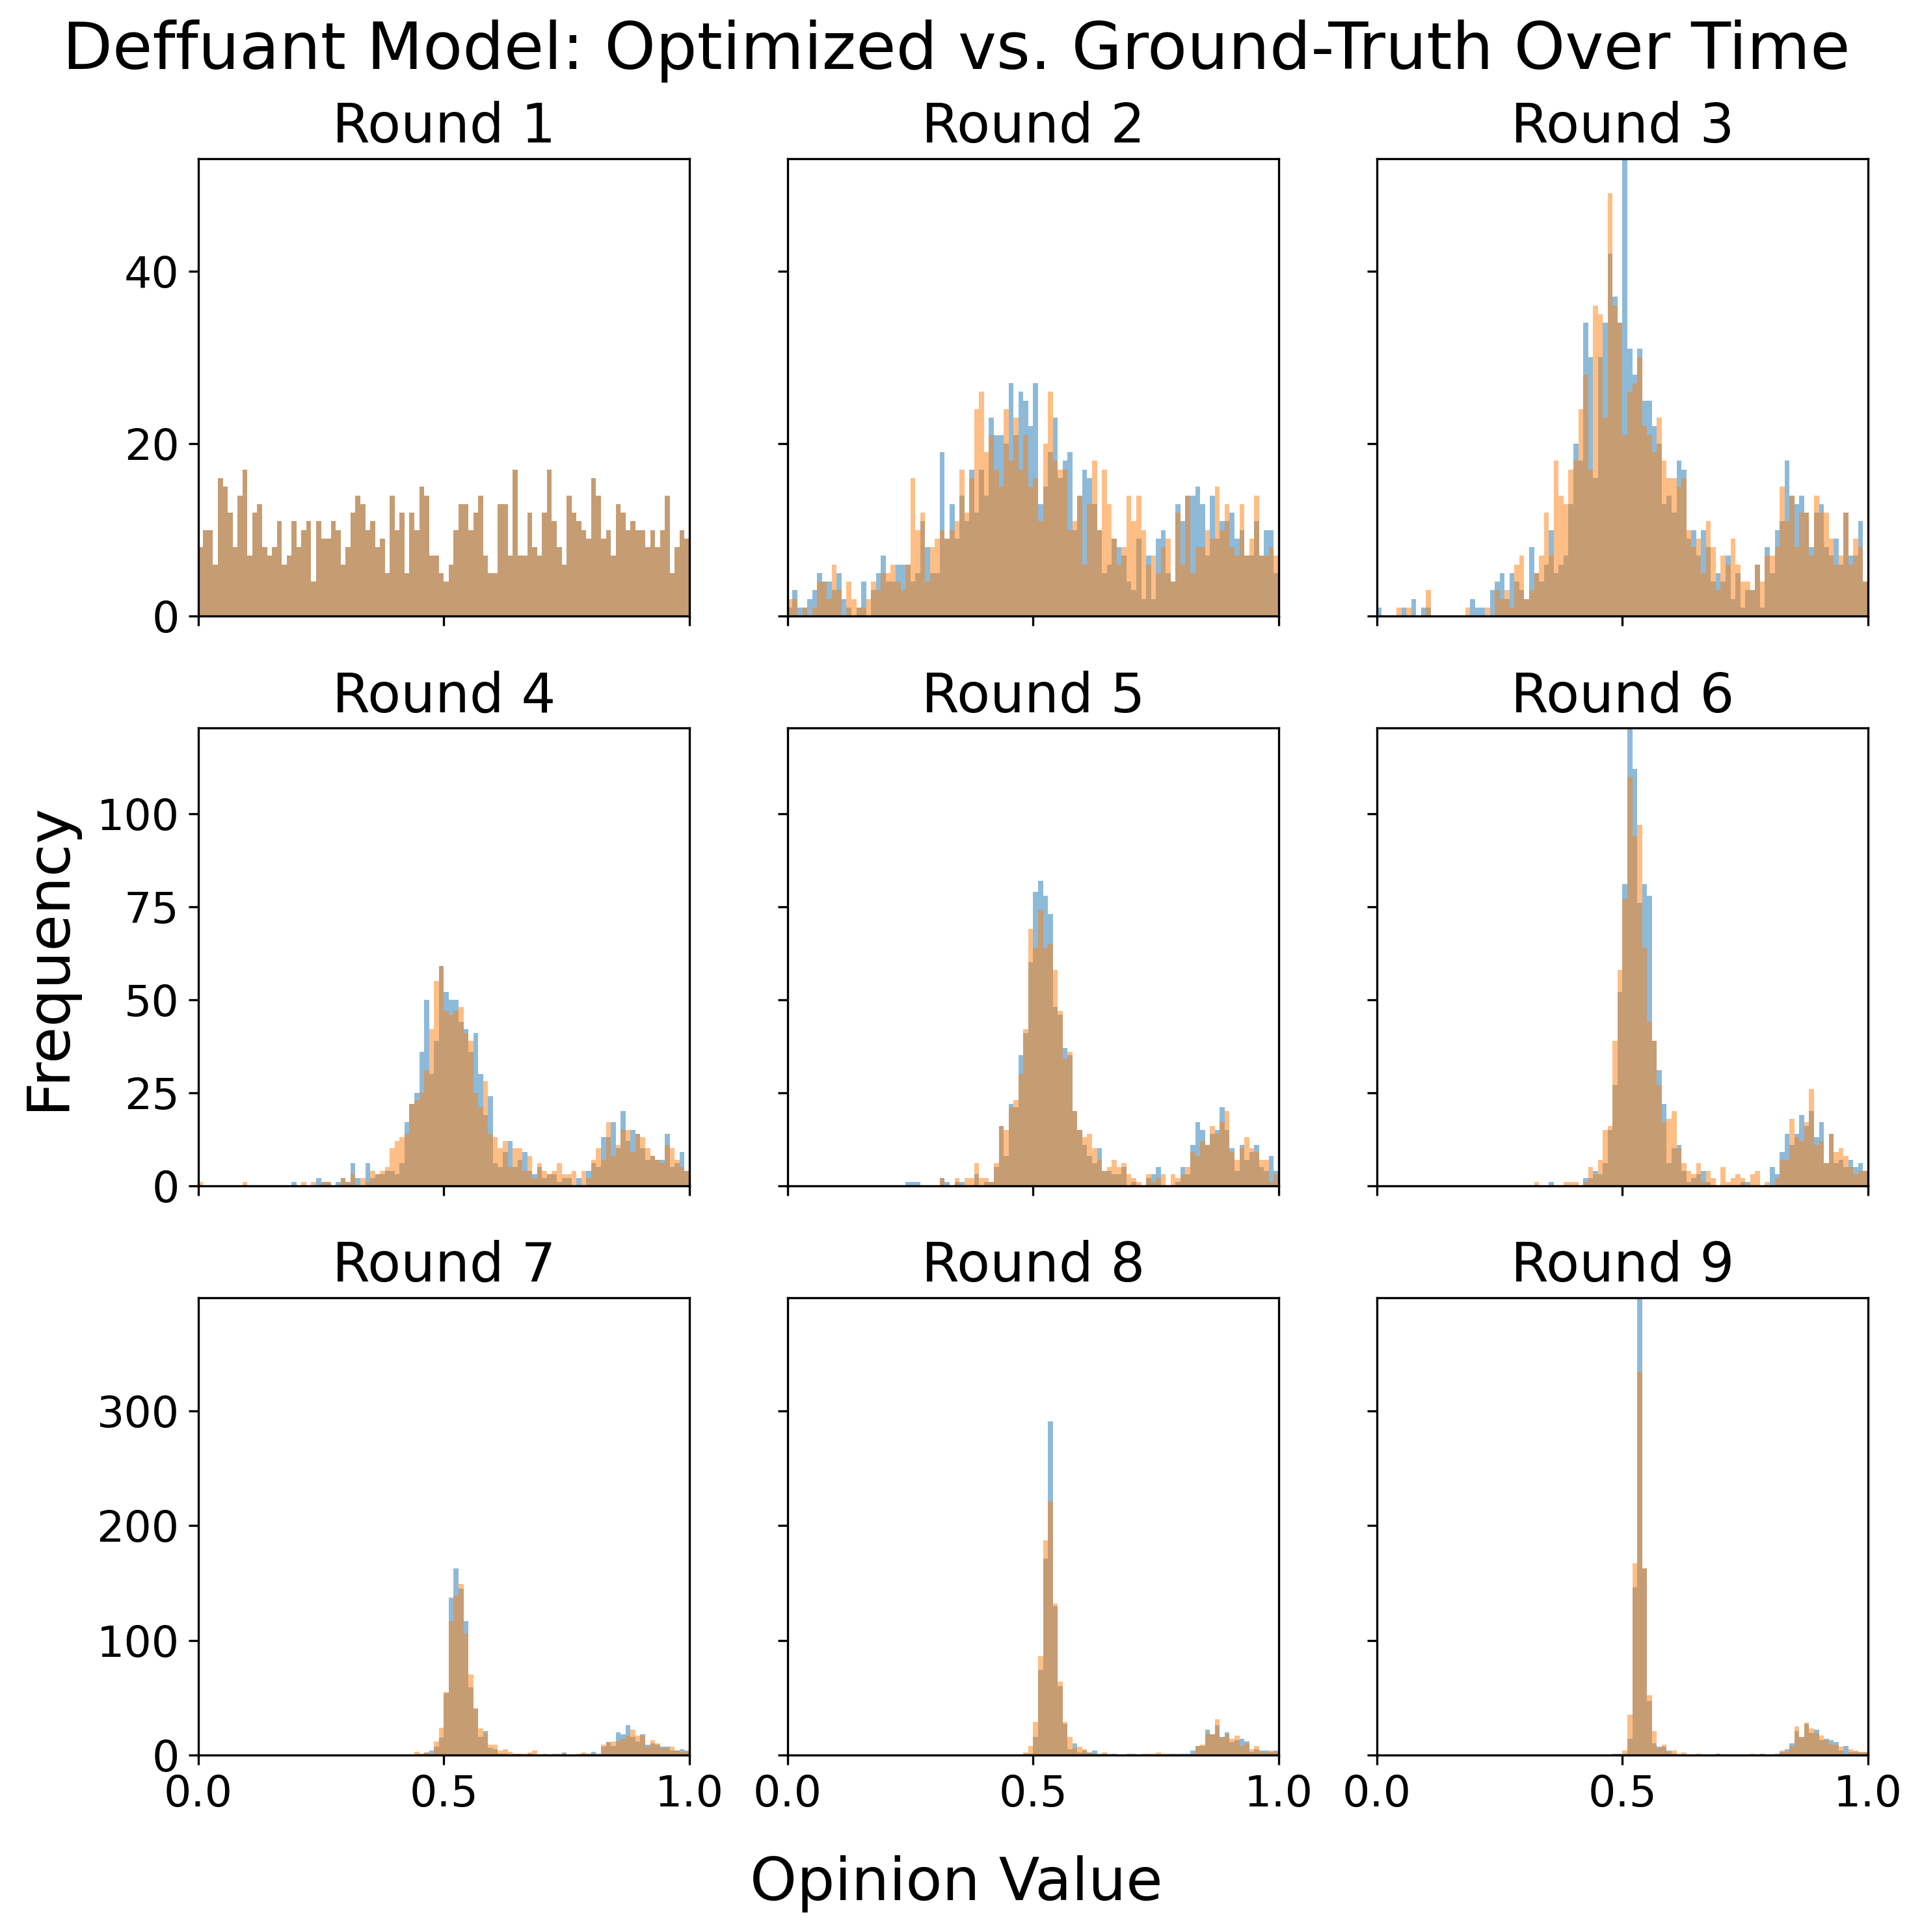 Deffuant Model: Optimized vs. Ground-Truth Over Time
Round 1
Round 2
Round 3
40
20
0
Round 4
Round 5
Round 6
100
75
50
25
0
Frequency
Round 7
Round 8
Round 9
300
200
100
0
0.0 0.5 1.0 0.0 0.5 1.0 0.0 0.5 1.0
Opinion Value